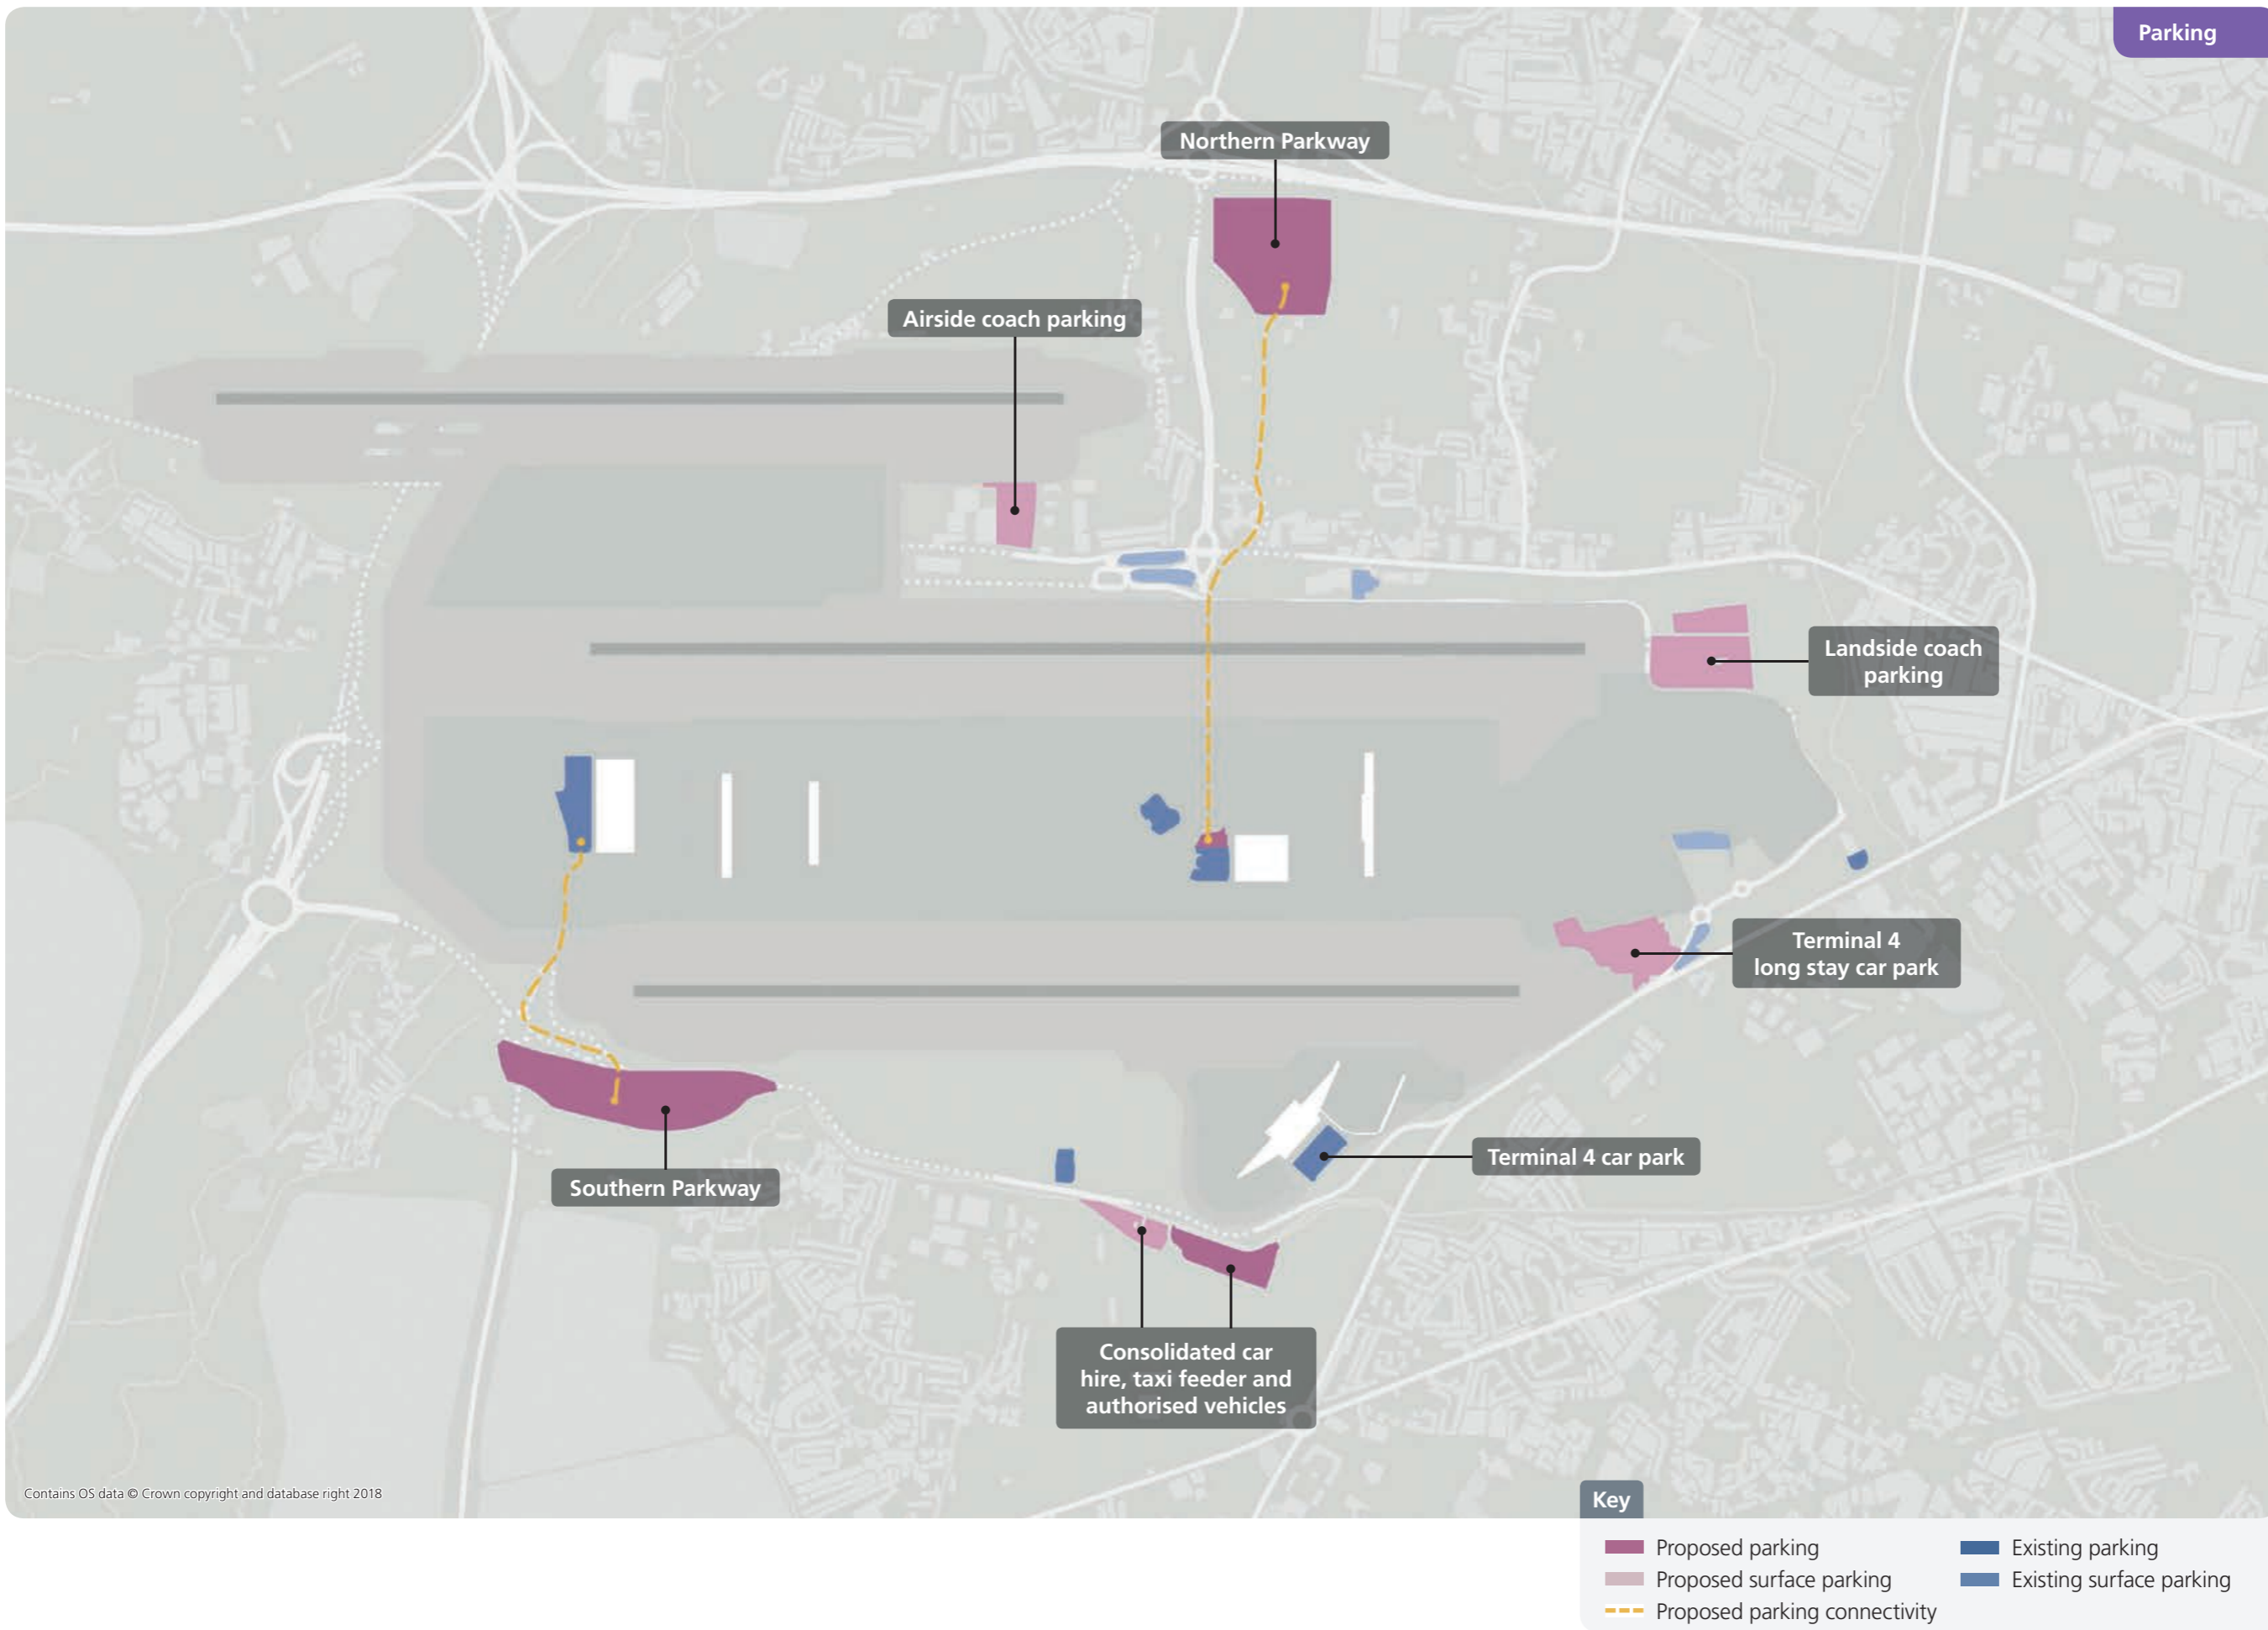 Parking
Northern Parkway
Airside coach parking
Landside coach
parking
Terminal 4
long stay car park
Terminal 4 car park
Southern Parkway
Consolidated car
hire, taxi feeder and
authorised vehicles
Contains OS data © Crown copyright and database right 2018
Key
Proposed parking
Proposed surface parking
Proposed parking connectivity
Existing parking
Existing surface parking